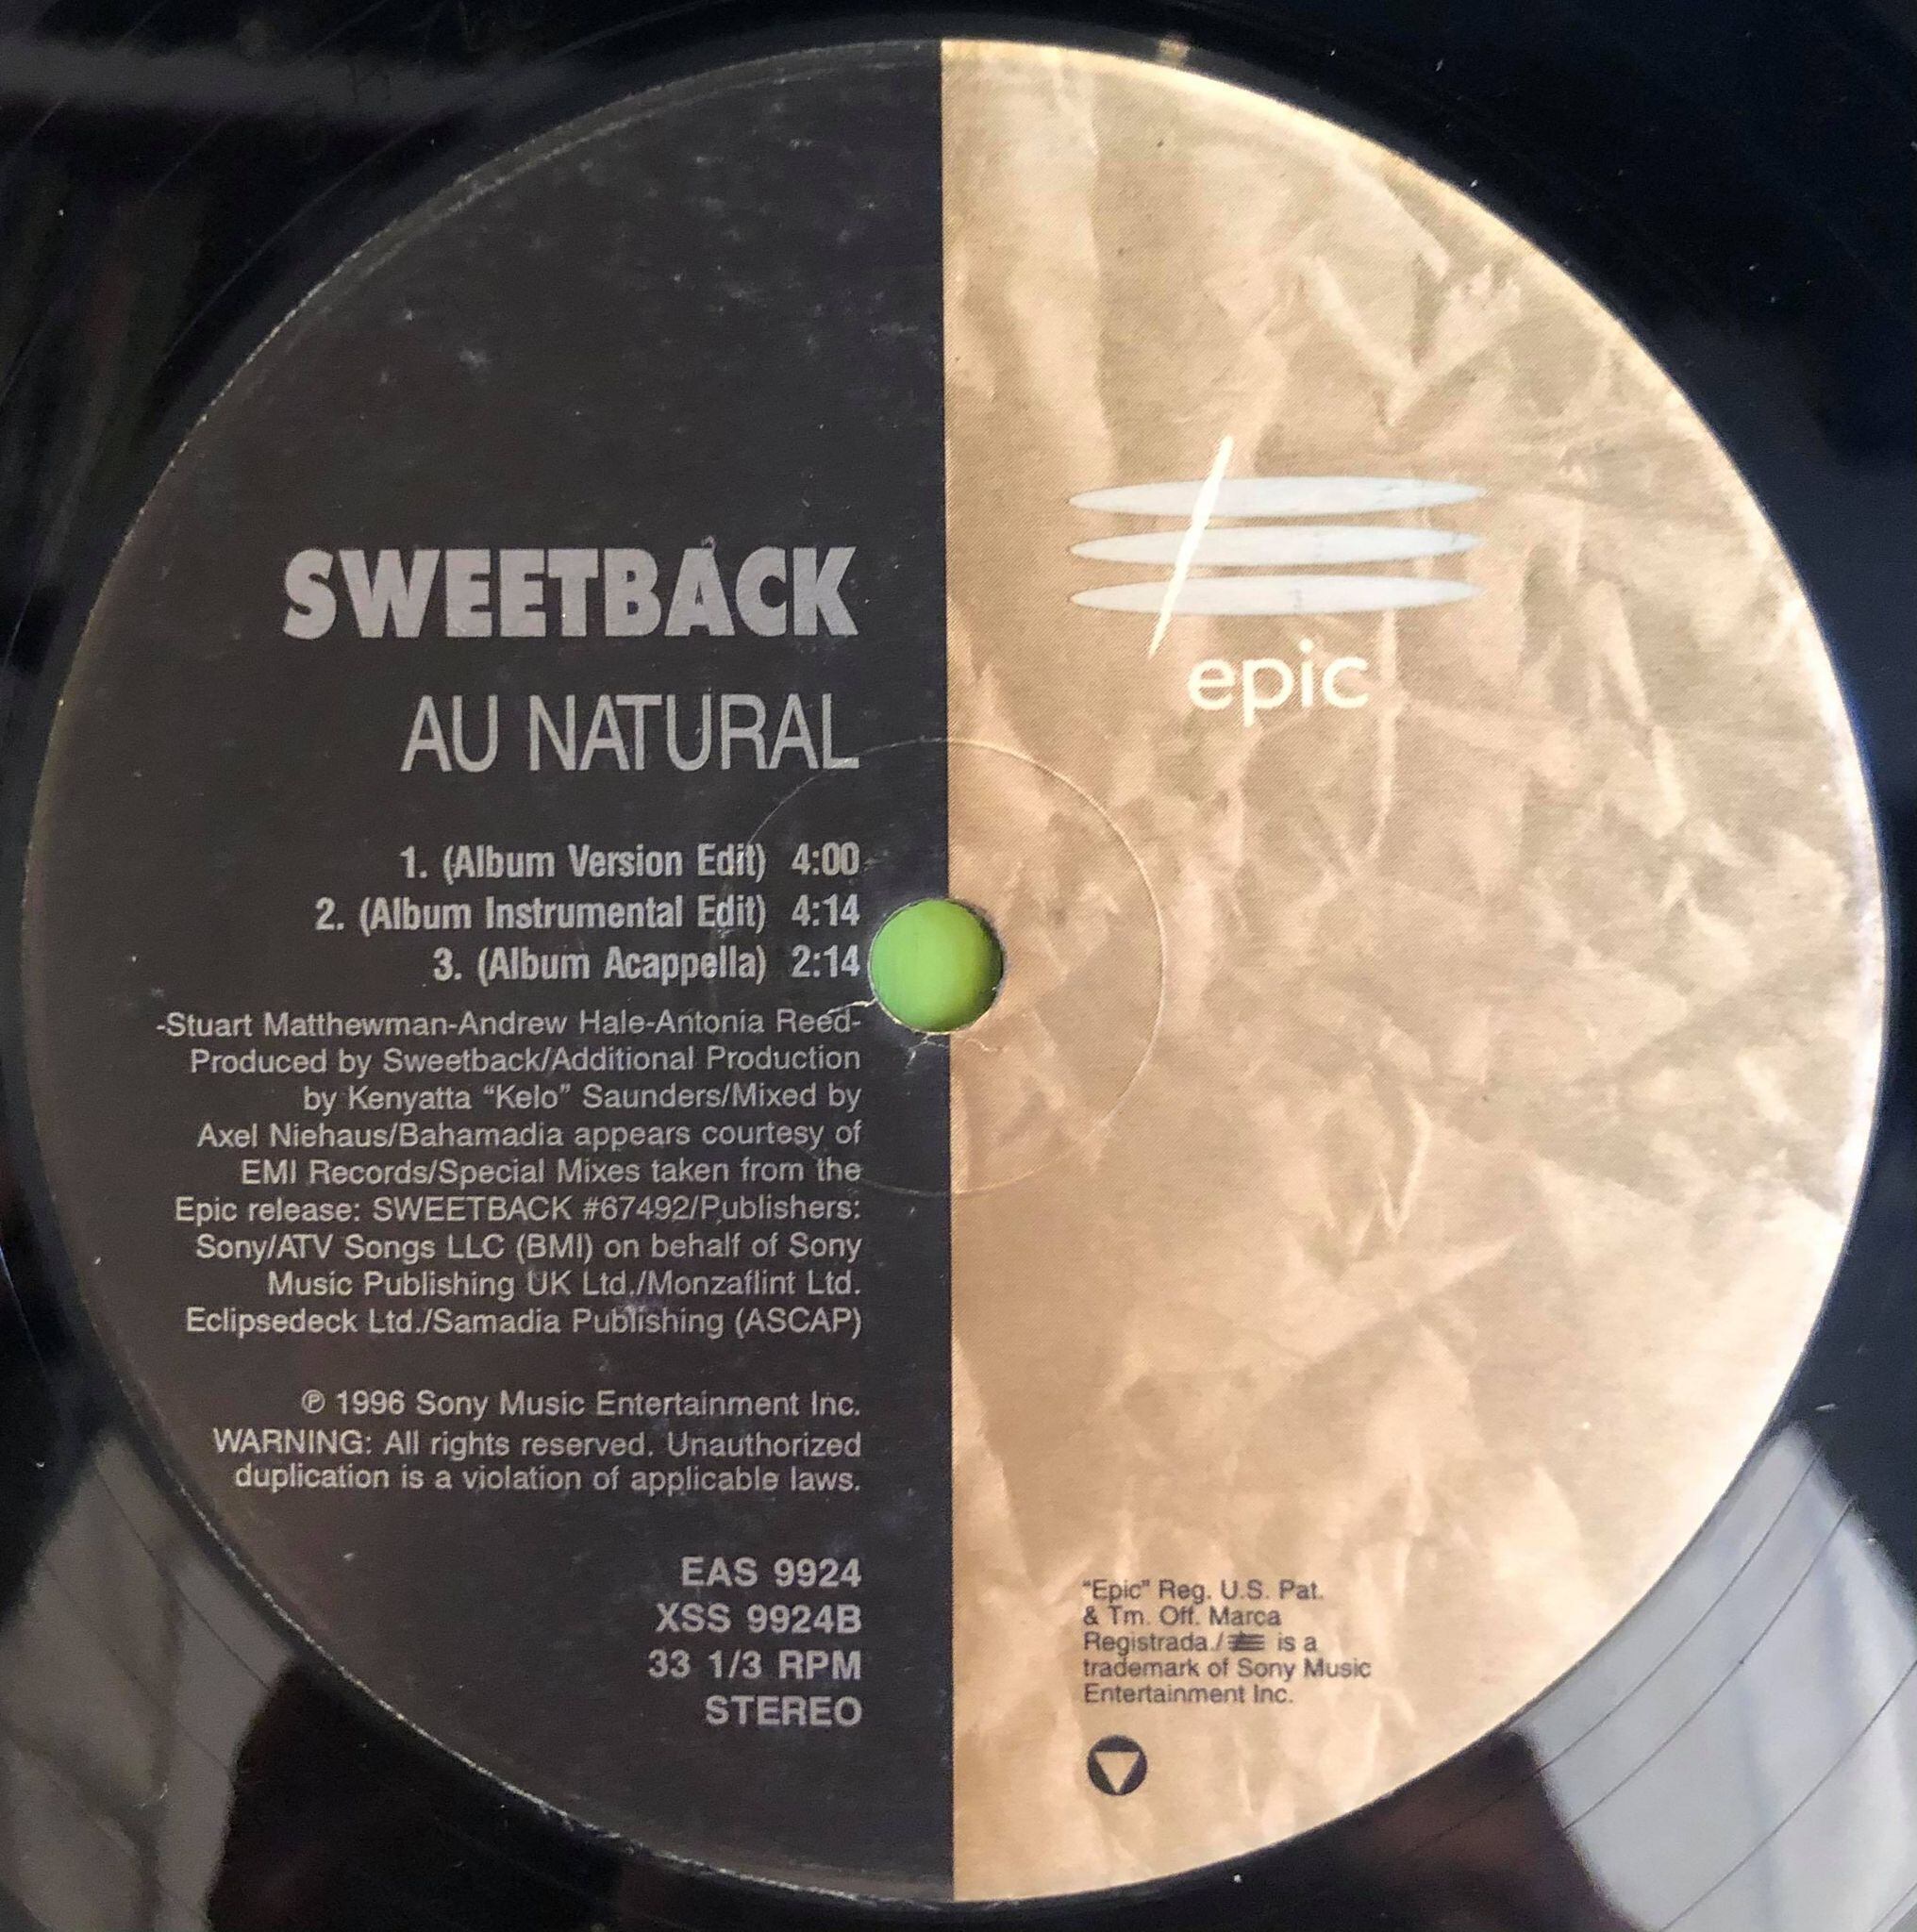 SWEETBACK
AU NATURAL
1. (Album Version Edit) 4:00
2. (Album Instrumental Edit) 4:14
3. (Album Acappella) 2:14
-Stuart Matthewman-Andrew Hale-Antonia Reed-
Produced by Sweetback/Additional Production
by Kenyatta “Kelo” Saunders/Mixed by
Axel Niehaus/Bahamadia appears courtesy of
EMI Records/Special Mixes taken from the
Epic release: SWEETBACK #67492/Publishers:
Sony/ATV Songs LLC (BMI) on behalf of Sony
Music Publishing UK Ltd./Monzaflint Ltd.
Eclipsedeck Ltd./Samadia Publishing (ASCAP)
℗ 1996 Sony Music Entertainment Inc.
WARNING: All rights reserved. Unauthorized
duplication is a violation of applicable laws.
EAS 9924
XSS 9924B
33 1/3 RPM
STEREO
epic
“Epic” Reg. U.S. Pat.
& Tm. Off. Marca
Registrada./ is a
trademark of Sony Music
Entertainment Inc.